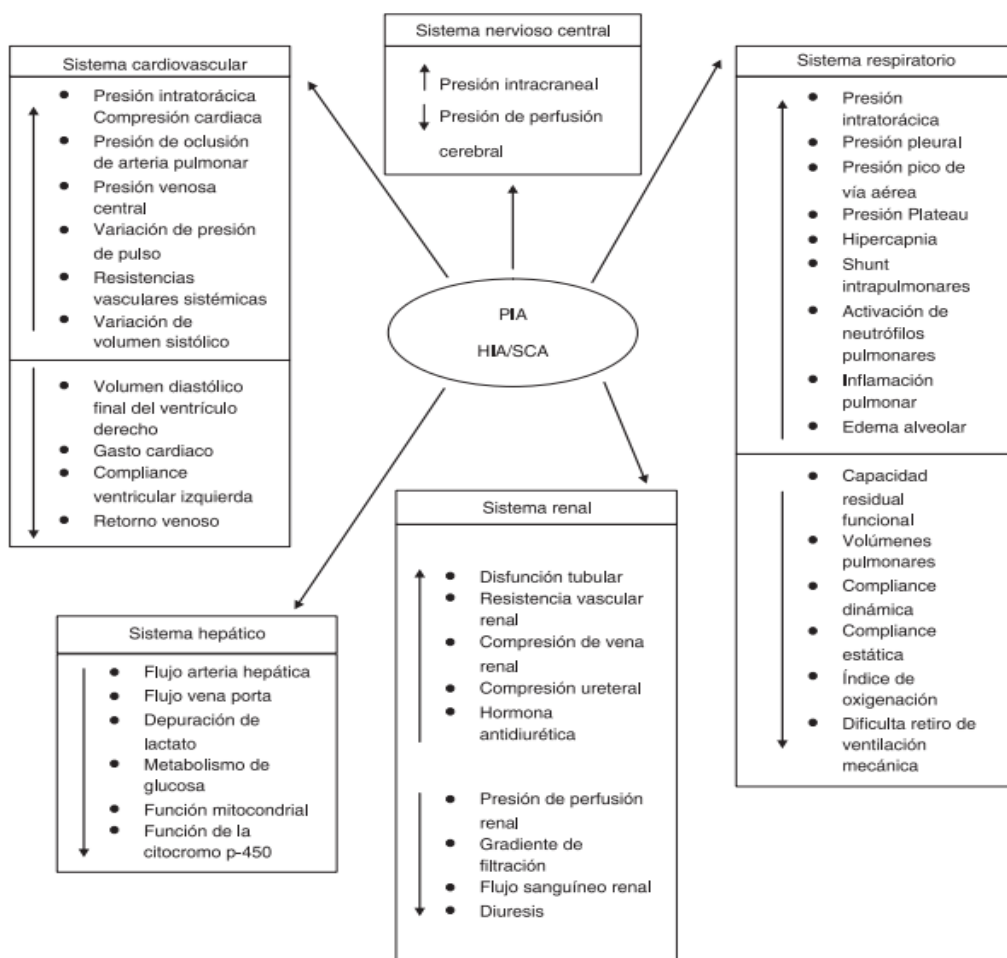 Sistema nervioso central
Presión intracraneal
Presión de perfusión
cerebral
Sistema cardiovascular
Presión intratorácica
Compresión cardiaca
Presión de oclusión
de arteria pulmonar
Presión venosa
central
Variación de presión
de pulso
Resistencias
vasculares sistémicas
Variación de
volumen sistólico
Volumen diastólico
final del ventrículo
derecho
Gasto cardiaco
Compliance
ventricular izquierda
Retorno venoso
Sistema respiratorio
Presión
intratorácica
Presión pleural
Presión pico de
vía aérea
Presión Plateau
Hipercapnia
Shunt
intrapulmonares
Activación de
neutrófilos
pulmonares
Inflamación
pulmonar
Edema alveolar
Capacidad
residual
funcional
Volúmenes
pulmonares
Compliance
dinámica
Compliance
estática
Índice de
oxigenación
Dificulta retiro de
ventilación
mecánica
PIA
HIA/SCA
Sistema hepático
Flujo arteria hepática
Flujo vena porta
Depuración de
lactato
Metabolismo de
glucosa
Función mitocondrial
Función de la
citocromo p-450
Sistema renal
Disfunción tubular
Resistencia vascular
renal
Compresión de vena
renal
Compresión ureteral
Hormona
antidiurética
Presión de perfusión
renal
Gradiente de
filtración
Flujo sanguíneo renal
Diuresis